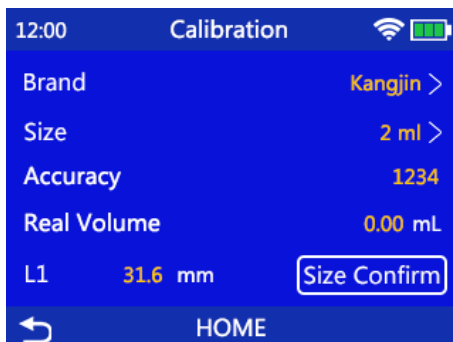 12:00 Calibration
Brand Kangjin >
Size 2 ml >
Accuracy 1234
Real Volume 0.00 mL
L1 31.6 mm Size Confirm
HOME